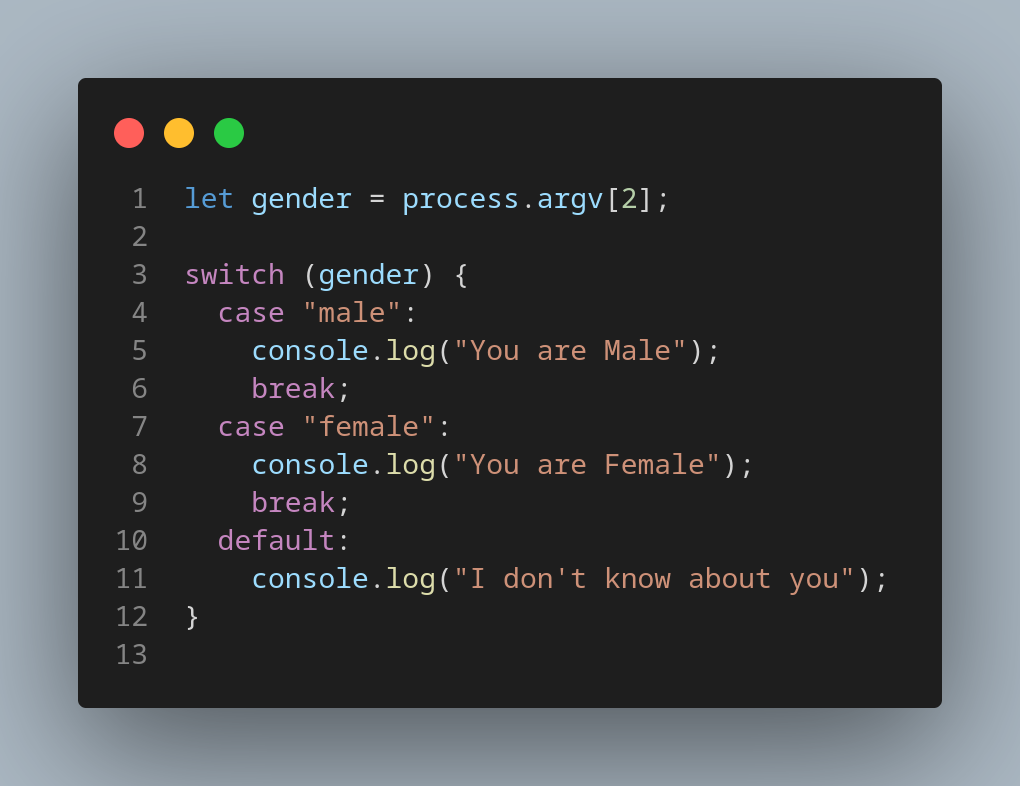 1 let gender = process.argv[2];
2
3 switch (gender) {
4   case "male":
5     console.log("You are Male");
6     break;
7   case "female":
8     console.log("You are Female");
9     break;
10   default:
11     console.log("I don't know about you");
12 }
13